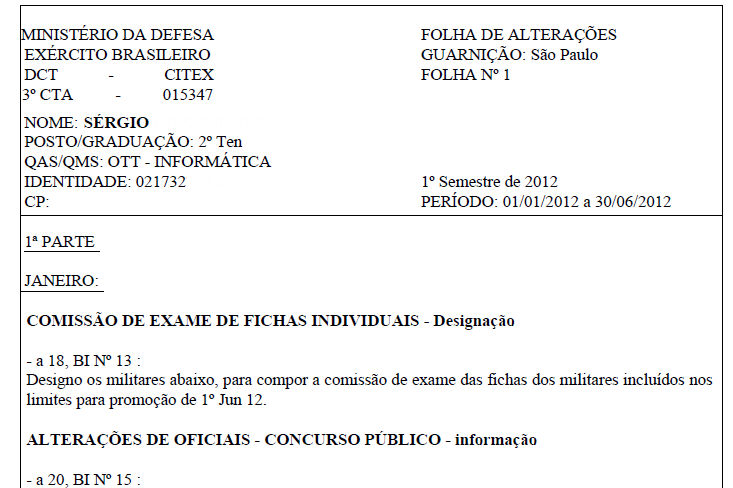 MINISTÉRIO DA DEFESA
EXÉRCITO BRASILEIRO
DCT - CITEX
3º CTA - 015347
FOLHA DE ALTERAÇÕES
GUARNIÇÃO: São Paulo
FOLHA Nº 1
NOME: SÉRGIO
POSTO/GRADUAÇÃO: 2º Ten
QAS/QMS: OTT - INFORMÁTICA
IDENTIDADE: 021732
CP:
1º Semestre de 2012
PERÍODO: 01/01/2012 a 30/06/2012
1ª PARTE
JANEIRO:
COMISSÃO DE EXAME DE FICHAS INDIVIDUAIS - Designação
- a 18, BI Nº 13 :
Designo os militares abaixo, para compor a comissão de exame das fichas dos militares incluídos nos
limites para promoção de 1º Jun 12.
ALTERAÇÕES DE OFICIAIS - CONCURSO PÚBLICO - informação
- a 20, BI Nº 15 :